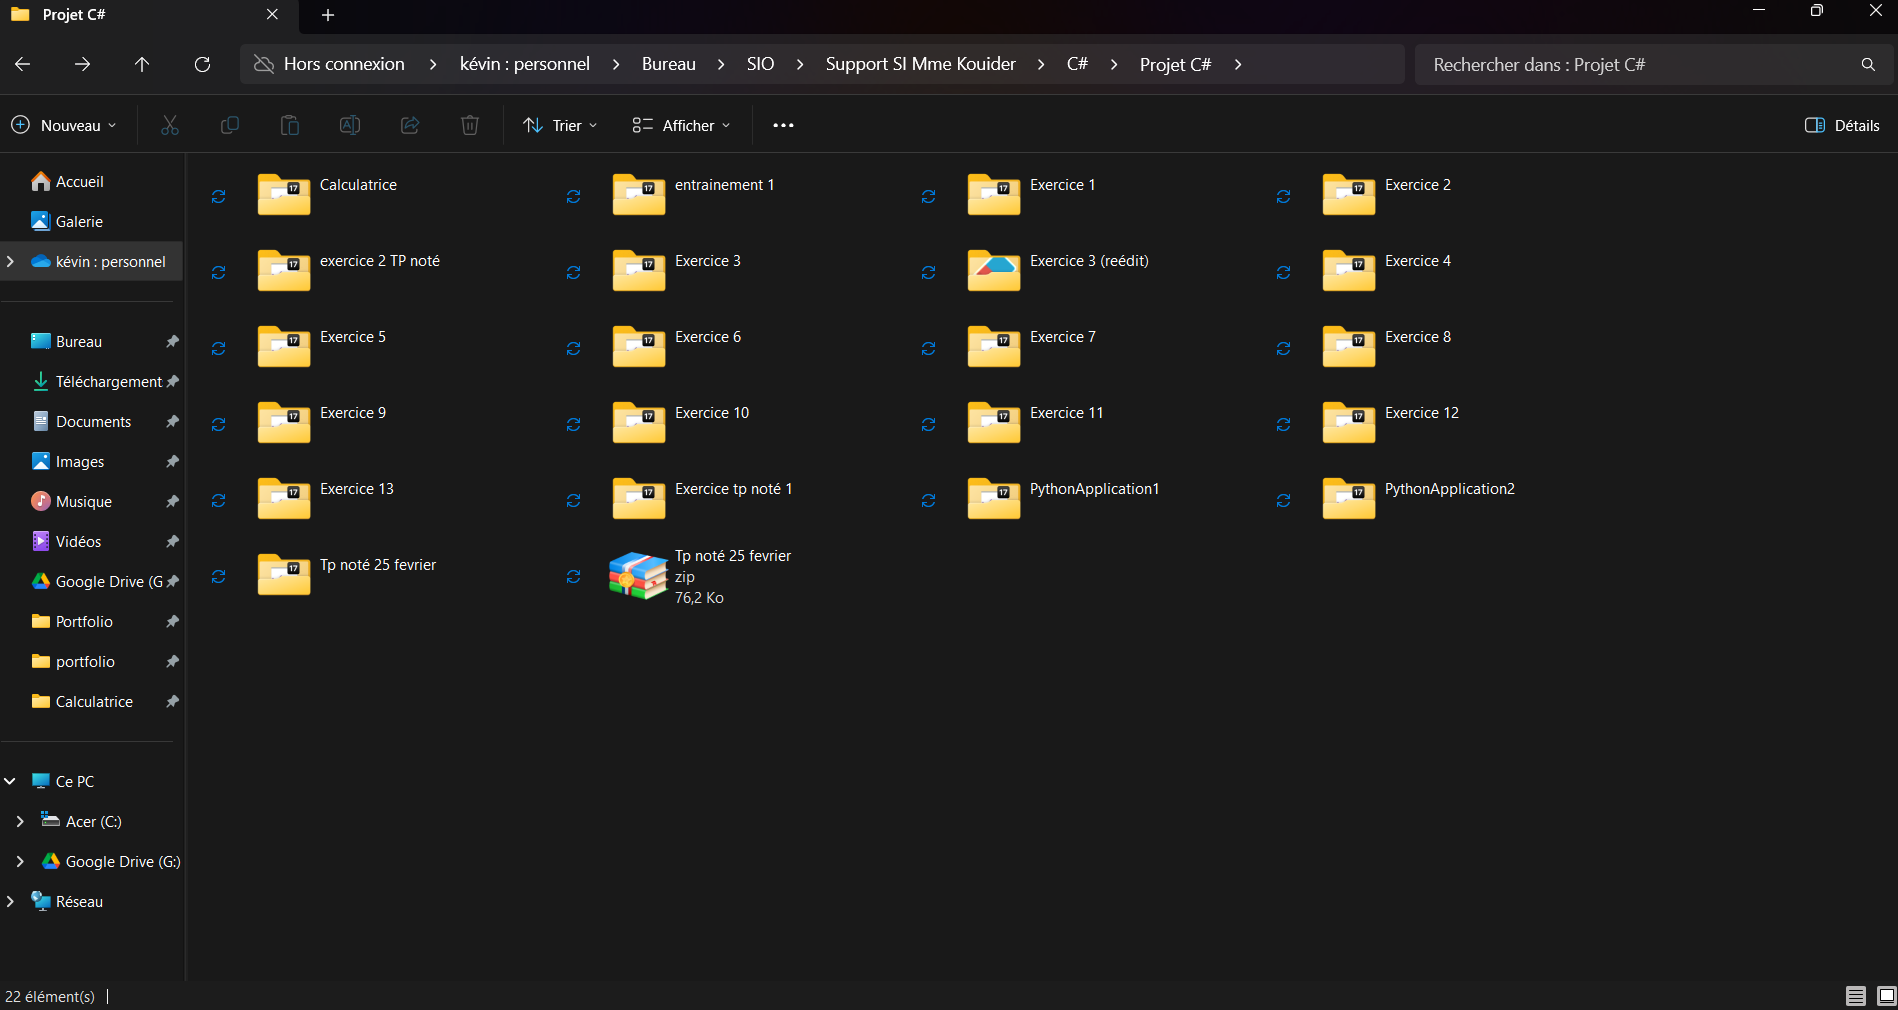 Projet C#
Hors connexion > kévin : personnel > Bureau > SIO > Support SI Mme Kouider > C# > Projet C# >
Rechercher dans : Projet C#
Nouveau
Trier
Afficher
Détails
Accueil
Galerie
kévin : personnel
Bureau
Téléchargement
Documents
Images
Musique
Vidéos
Google Drive (G
Portfolio
portfolio
Calculatrice
Ce PC
Acer (C:)
Google Drive (G:)
Réseau
Calculatrice
entrainement 1
Exercice 1
Exercice 2
exercice 2 TP noté
Exercice 3
Exercice 3 (reédit)
Exercice 4
Exercice 5
Exercice 6
Exercice 7
Exercice 8
Exercice 9
Exercice 10
Exercice 11
Exercice 12
Exercice 13
Exercice tp noté 1
PythonApplication1
PythonApplication2
Tp noté 25 fevrier
Tp noté 25 fevrier
zip
76,2 Ko
22 élément(s)